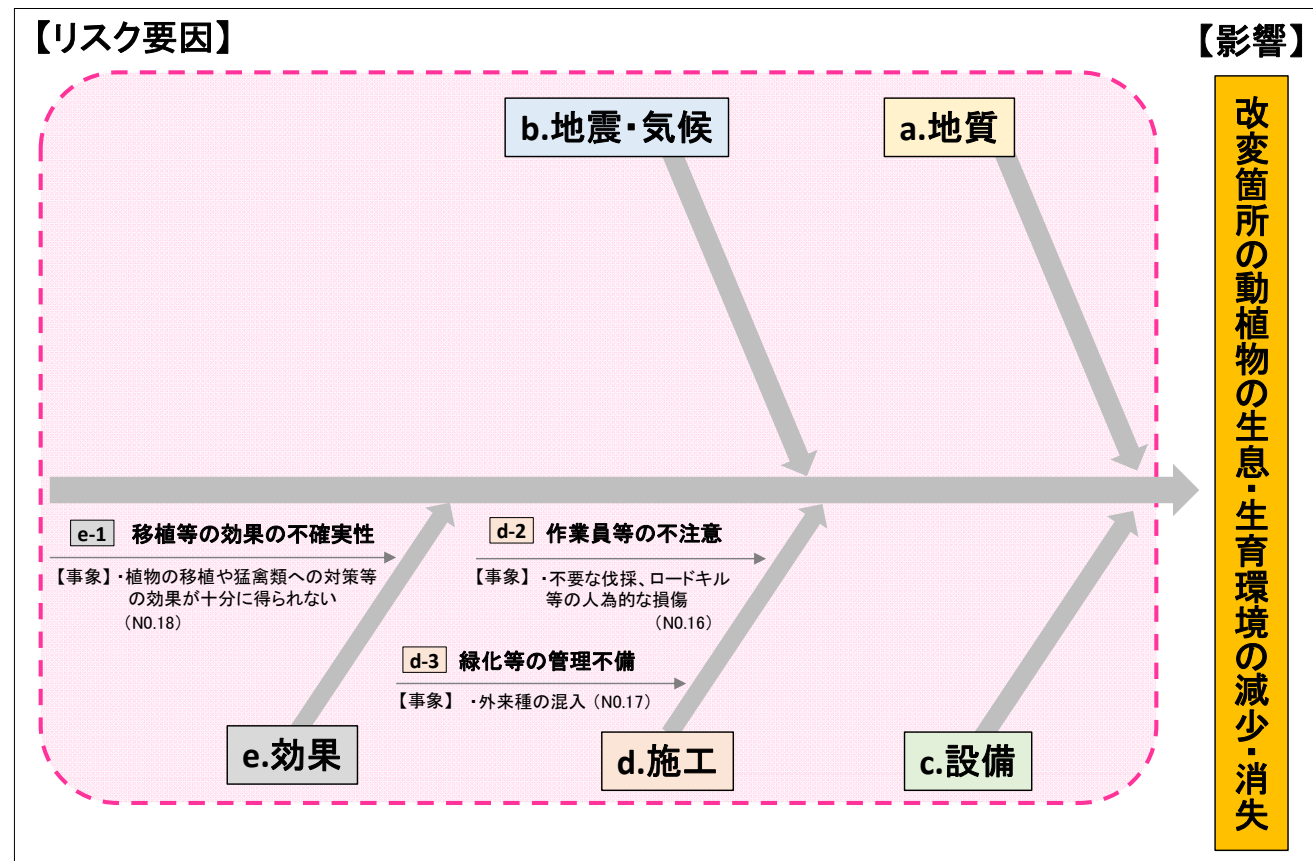 【リスク要因】
【影響】
b.地震・気候
a.地質
e-1 移植等の効果の不確実性
【事象】・植物の移植や猛禽類への対策等
の効果が十分に得られない
（N0.18）
d-2 作業員等の不注意
【事象】・不要な伐採、ロードキル
等の人為的な損傷
（N0.16）
d-3 緑化等の管理不備
【事象】・外来種の混入（N0.17）
e.効果
d.施工
c.設備
改変箇所の動植物の生息・生育環境の減少・消失